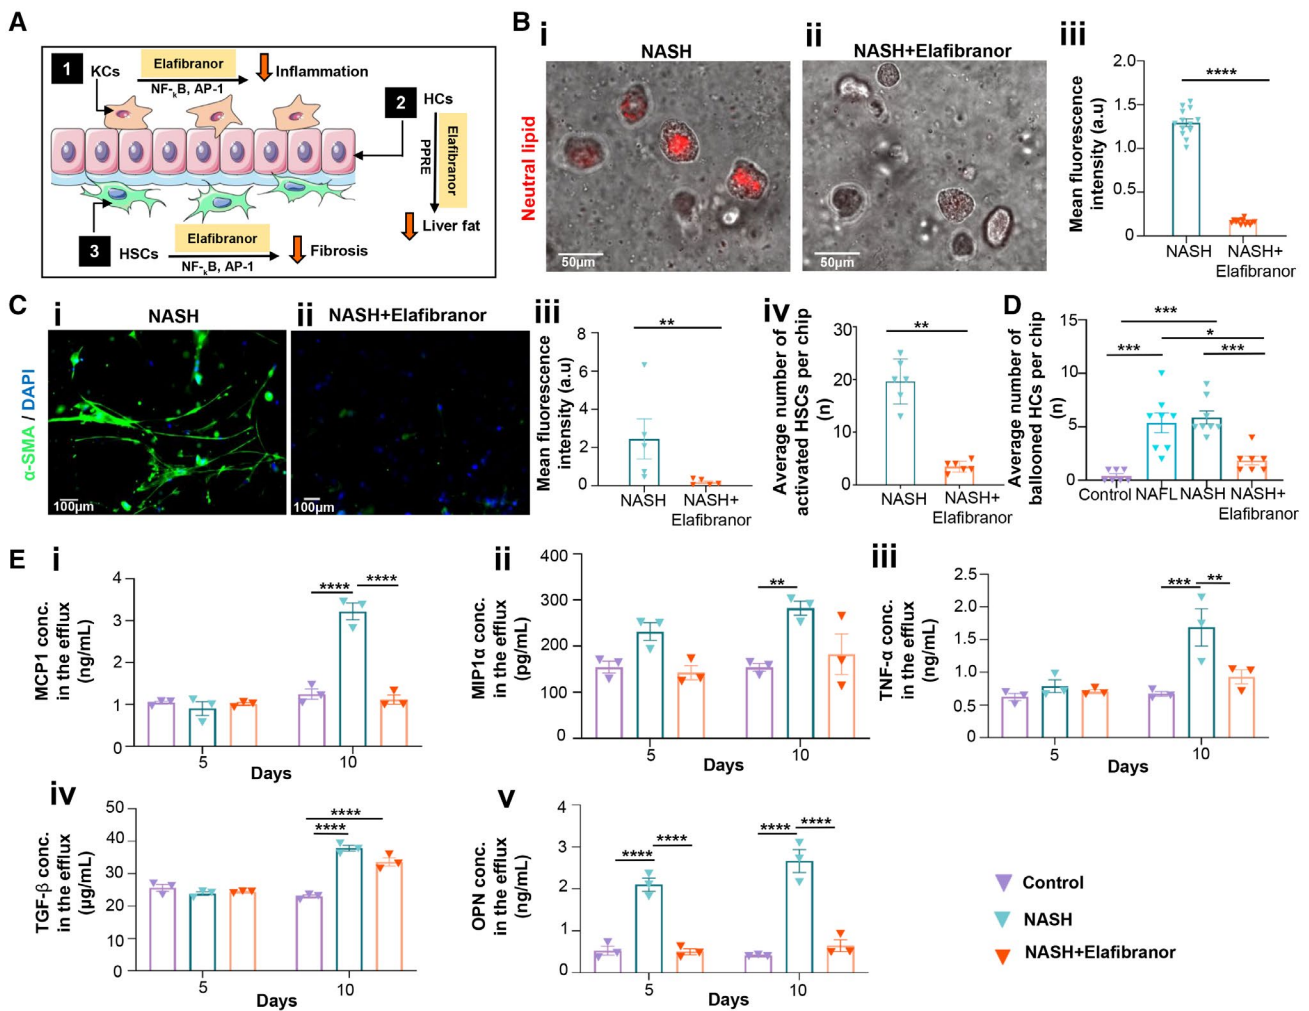 A
1
KCs
Elafibranor
NF-kB, AP-1
Inflammation
2
HCs
PPRE
Elafibranor
Liver fat
3
HSCs
Elafibranor
NF-kB, AP-1
Fibrosis
B
i
NASH
Neutral lipid
50µm
ii
NASH+Elafibranor
50µm
iii
Mean fluorescence
intensity (a.u)
2.0
1.5
1.0
0.5
0
****
NASH
NASH+
Elafibranor
C
i
NASH
α-SMA / DAPI
100µm
ii
NASH+Elafibranor
100µm
iii
Mean fluorescence
intensity (a.u)
8
6
4
2
0
**
NASH
NASH+
Elafibranor
iv
Average number of
activated HSCs per chip
(n)
30
20
10
0
**
NASH
NASH+
Elafibranor
D
Average number of
ballooned HCs per chip
(n)
15
10
5
0
***
*
***
***
Control
NAFL
NASH
NASH+
Elafibranor
E
i
MCP1 conc.
in the efflux
(ng/mL)
4
3
2
1
0
****
****
5
10
Days
ii
MIP1α conc.
in the efflux
(pg/mL)
400
300
200
100
0
**
5
10
Days
iii
TNF-α conc.
in the efflux
(ng/mL)
2.5
2.0
1.5
1.0
0.5
0
***
**
5
10
Days
iv
TGF-β conc.
in the efflux
(µg/mL)
50
40
30
20
10
0
****
****
5
10
Days
v
OPN conc.
in the efflux
(ng/mL)
4
3
2
1
0
****
****
****
****
5
10
Days
Control
NASH
NASH+Elafibranor